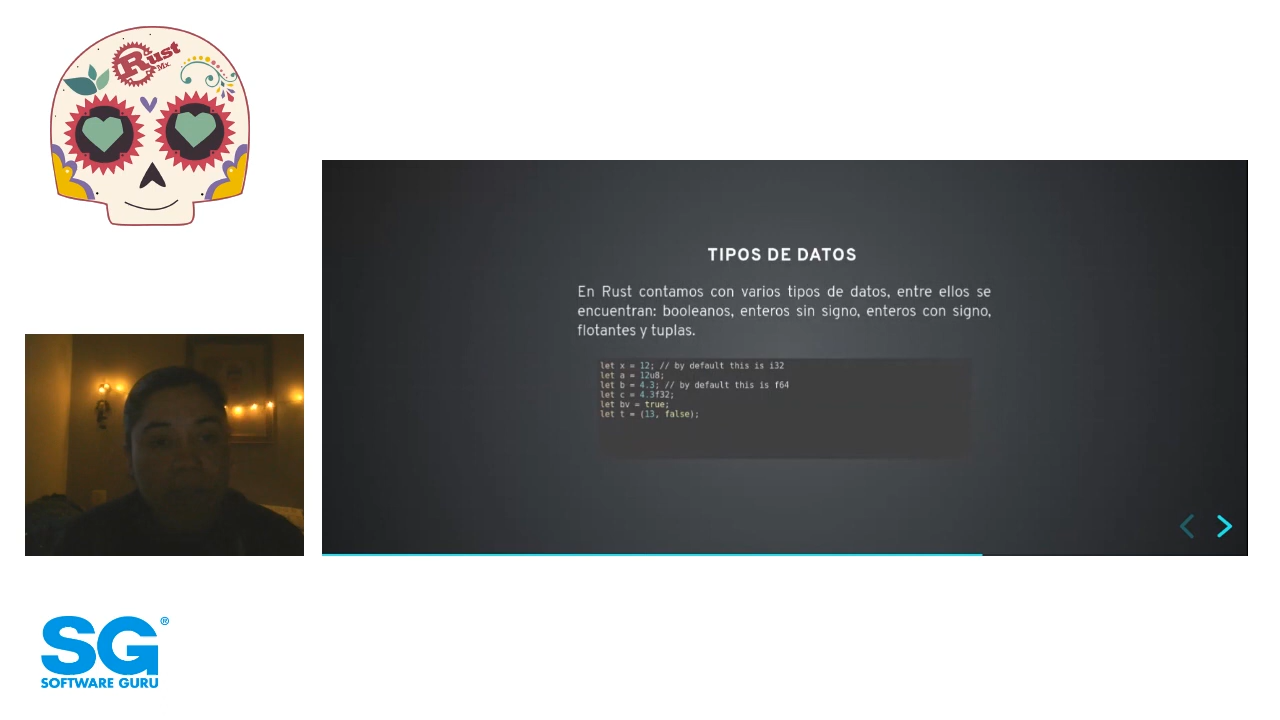 Rust
Mx.
TIPOS DE DATOS
En Rust contamos con varios tipos de datos, entre ellos se
encuentran: booleanos, enteros sin signo, enteros con signo,
flotantes y tuplas.
let x = 12; // by default this is i32
let a = 12u8;
let b = 4.3; // by default this is f64
let c = 4.3f32;
let bv = true;
let t = (13, false);
SG®
SOFTWARE GURU